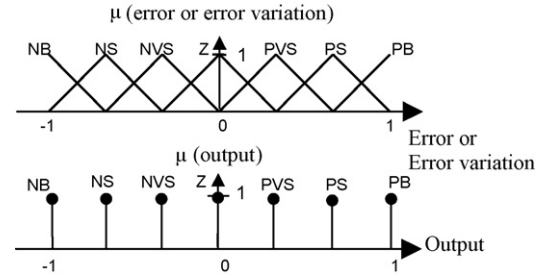 μ (error or error variation)
NB NS NVS Z 1 PVS PS PB
-1 0 1
Error or
Error variation
μ (output)
NB NS NVS Z 1 PVS PS PB
-1 0 1
Output